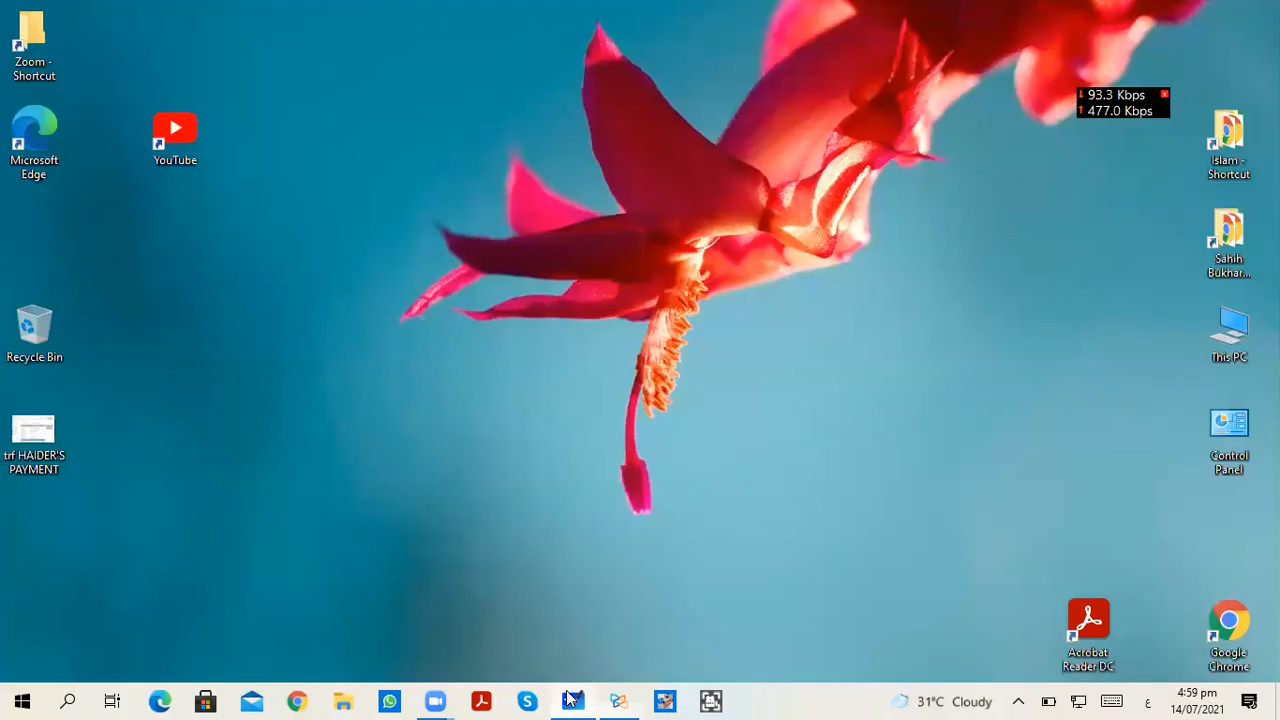 Zoom -
Shortcut
Microsoft
Edge
YouTube
Recycle Bin
trf HAIDER'S
PAYMENT
93.3 Kbps
477.0 Kbps
Islam -
Shortcut
Sahih
Bukhar...
This PC
Control
Panel
Acrobat
Reader DC
Google
Chrome
31°C Cloudy
ع
4:59 pm
14/07/2021